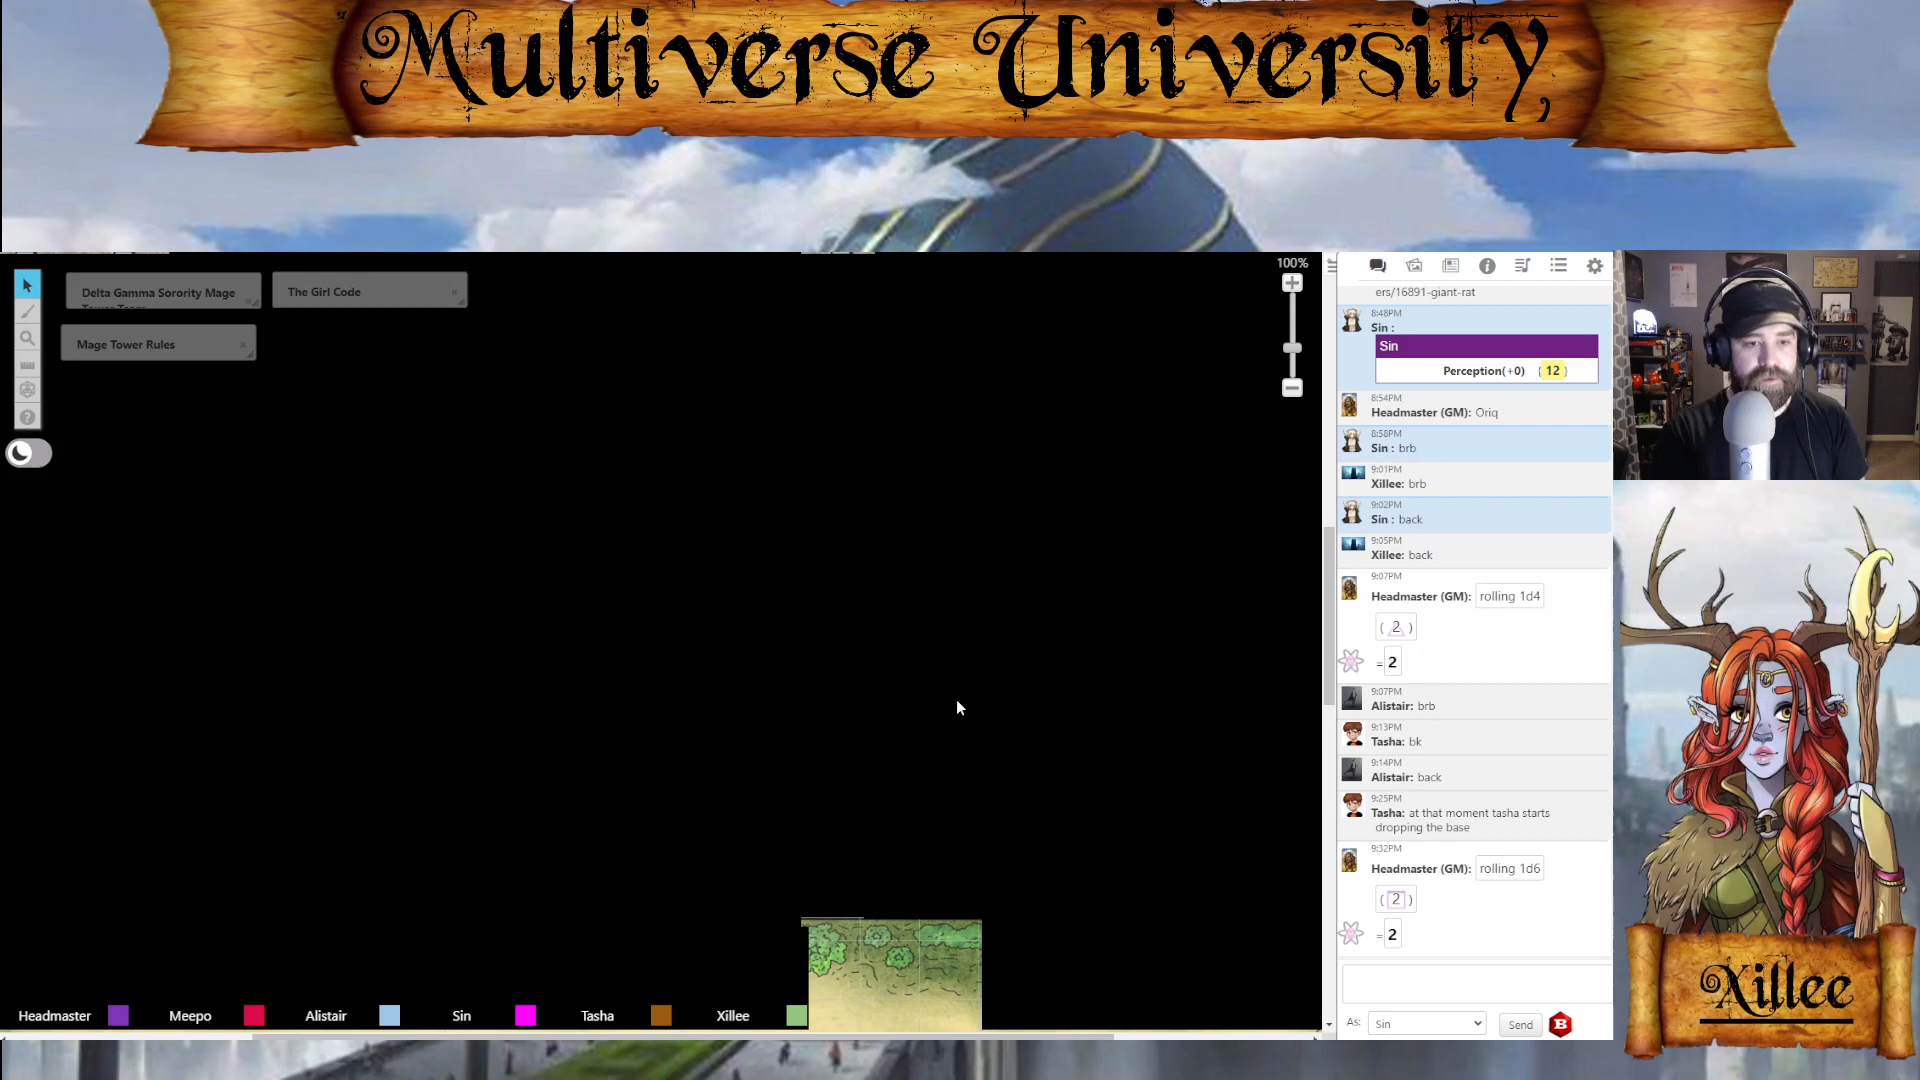 Multiverse University
100%
Delta Gamma Sorority Mage
The Girl Code
Mage Tower Rules
ers/16891-giant-rat
8:48PM
Sin :
Sin
Perception(+0) 12
8:54PM
Headmaster (GM): Oriq
8:58PM
Sin : brb
9:01PM
Xillee: brb
9:02PM
Sin : back
9:05PM
Xillee: back
9:07PM
Headmaster (GM): rolling 1d4
( 2 )
= 2
9:07PM
Alistair: brb
9:13PM
Tasha: bk
9:14PM
Alistair: back
9:25PM
Tasha: at that moment tasha starts
dropping the base
9:32PM
Headmaster (GM): rolling 1d6
( 2 )
= 2
As: Sin Send B
Headmaster Meepo Alistair Sin Tasha Xillee
Xillee